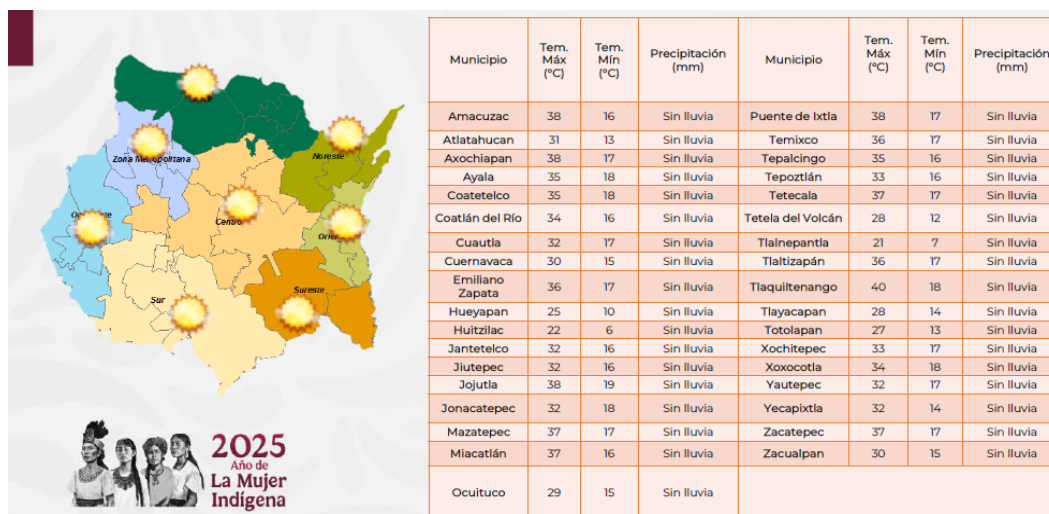 Zona Metropolitana
Noreste
Centro
Sur
Sureste
2025
Año de
La Mujer
Indígena
Municipio Tem. Máx (°C) Tem. Mín (°C) Precipitación (mm) Municipio Tem. Máx (°C) Tem. Mín (°C) Precipitación (mm)
Amacuzac 38 16 Sin lluvia Puente de Ixtla 38 17 Sin lluvia
Atlatahucan 31 13 Sin lluvia Temixco 36 17 Sin lluvia
Axochiapan 38 17 Sin lluvia Tepalcingo 35 16 Sin lluvia
Ayala 35 18 Sin lluvia Tepoztlán 33 16 Sin lluvia
Coatetelco 35 18 Sin lluvia Tetecala 37 17 Sin lluvia
Coatlán del Río 34 16 Sin lluvia Tetela del Volcán 28 12 Sin lluvia
Cuautla 32 17 Sin lluvia Tlalnepantla 21 7 Sin lluvia
Cuernavaca 30 15 Sin lluvia Tlaltizapán 36 17 Sin lluvia
Emiliano Zapata 36 17 Sin lluvia Tlaquiltenango 40 18 Sin lluvia
Hueyapan 25 10 Sin lluvia Tlayacapan 28 14 Sin lluvia
Huitzilac 22 6 Sin lluvia Totolapan 27 13 Sin lluvia
Jantetelco 32 16 Sin lluvia Xochitepec 33 17 Sin lluvia
Jiutepec 32 16 Sin lluvia Xoxocotla 34 18 Sin lluvia
Jojutla 38 19 Sin lluvia Yautepec 32 17 Sin lluvia
Jonacatepec 32 18 Sin lluvia Yecapixtla 32 14 Sin lluvia
Mazatepec 37 17 Sin lluvia Zacatepec 37 17 Sin lluvia
Miacatlán 37 16 Sin lluvia Zacualpan 30 15 Sin lluvia
Ocuituco 29 15 Sin lluvia